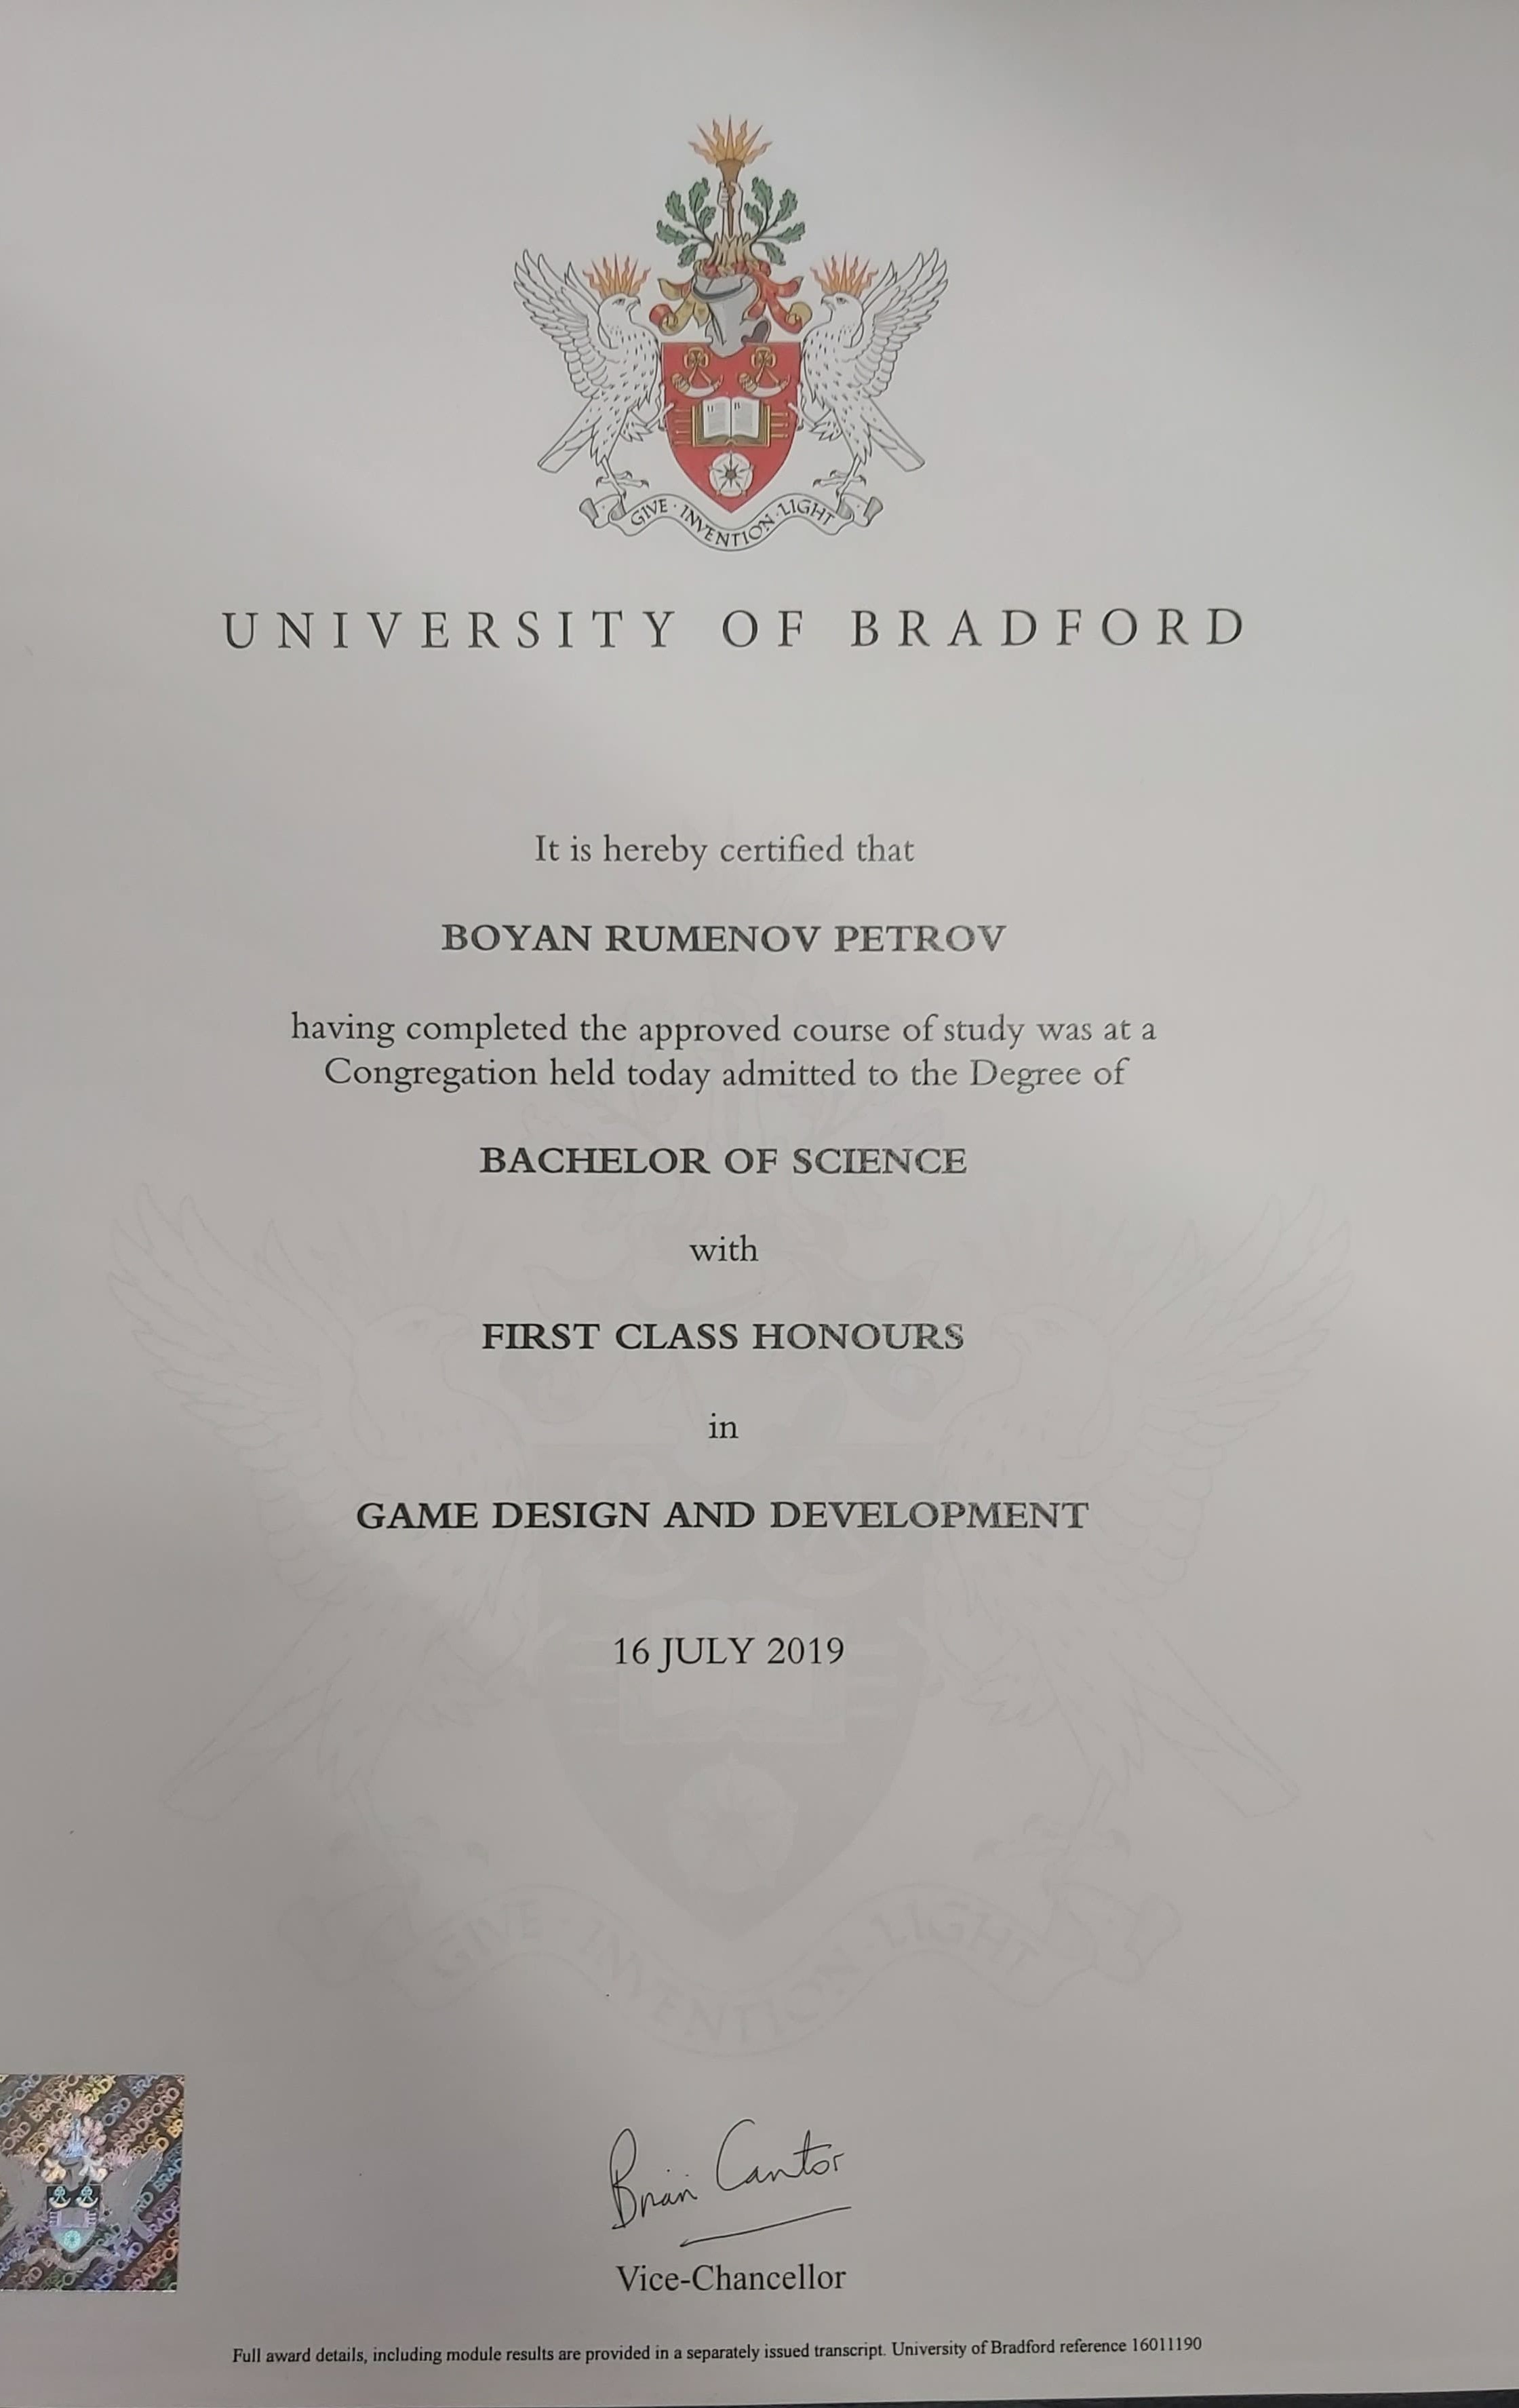 GIVE · INVENTION · LIGHT
UNIVERSITY OF BRADFORD
It is hereby certified that
BOYAN RUMENOV PETROV
having completed the approved course of study was at a
Congregation held today admitted to the Degree of
BACHELOR OF SCIENCE
with
FIRST CLASS HONOURS
in
GAME DESIGN AND DEVELOPMENT
16 JULY 2019
GIVE · INVENTION · LIGHT
Brian Cantor
Vice-Chancellor
Full award details, including module results are provided in a separately issued transcript. University of Bradford reference 16011190